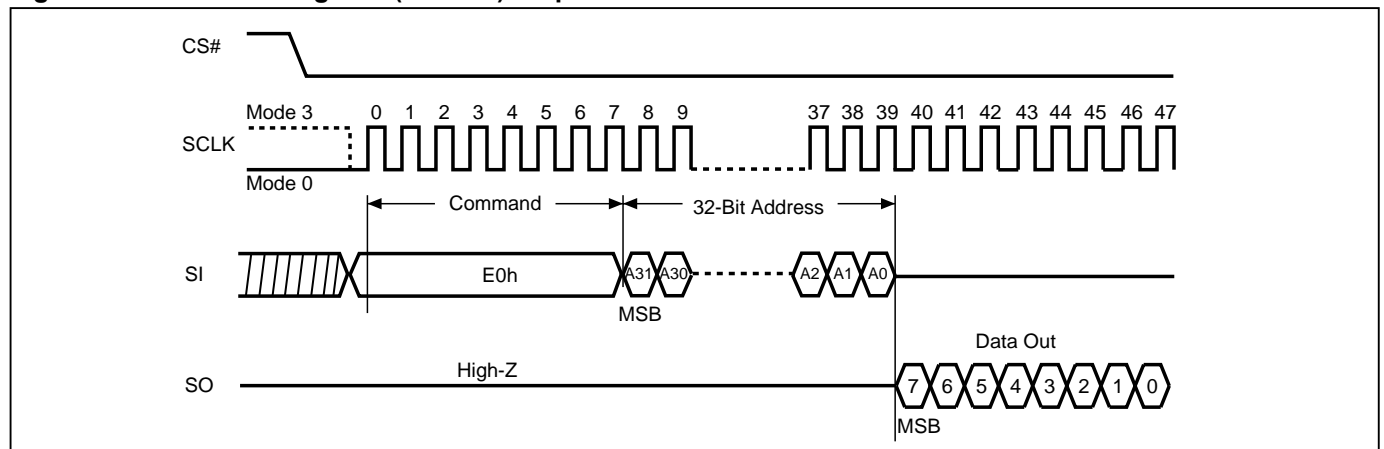 CS#
Mode 3
0 1 2 3 4 5 6 7 8 9 37 38 39 40 41 42 43 44 45 46 47
SCLK
Mode 0
Command
32-Bit Address
SI
E0h
A31 A30 A2 A1 A0
MSB
Data Out
High-Z
SO
7 6 5 4 3 2 1 0
MSB